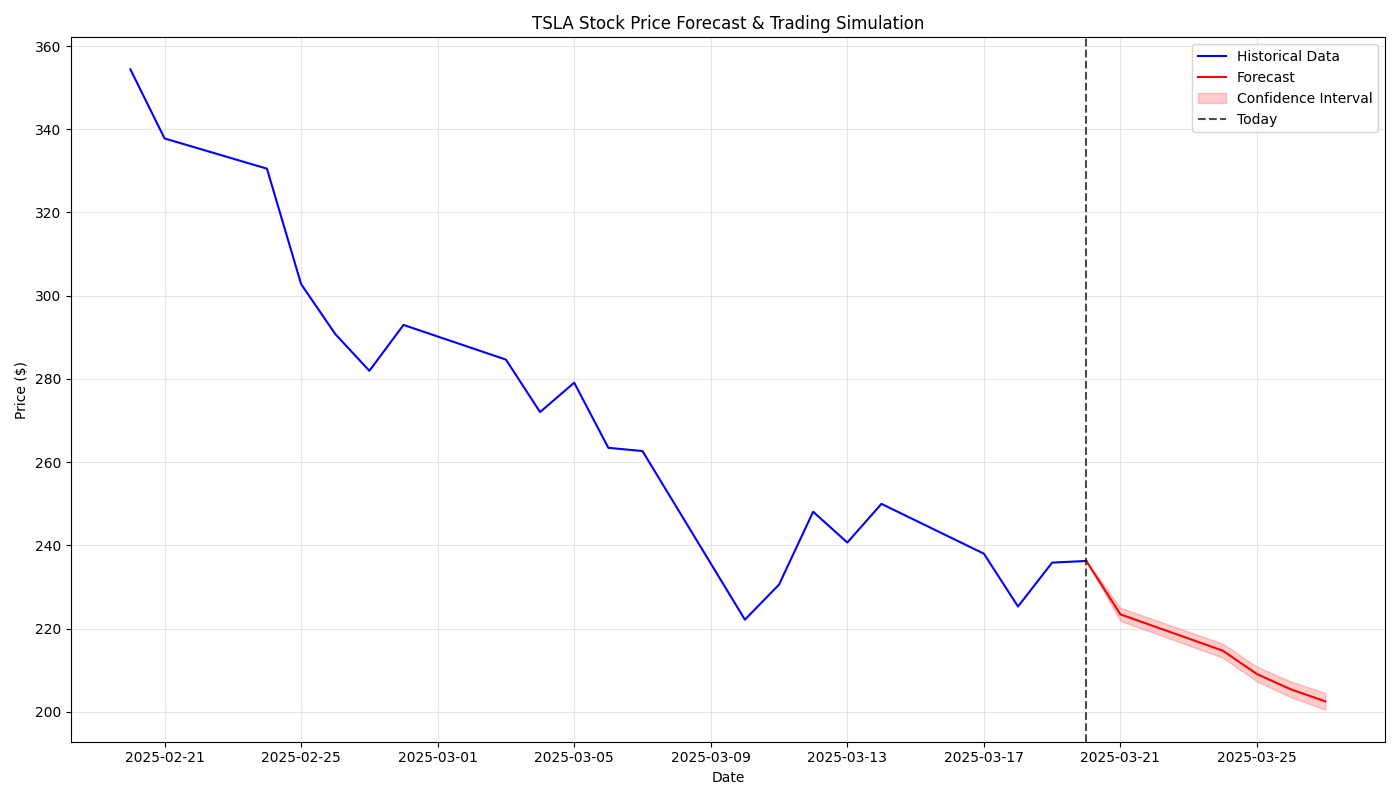 TSLA Stock Price Forecast & Trading Simulation
Historical Data
Forecast
Confidence Interval
Today
Price ($)
360
340
320
300
280
260
240
220
200
2025-02-21
2025-02-25
2025-03-01
2025-03-05
2025-03-09
2025-03-13
2025-03-17
2025-03-21
2025-03-25
Date